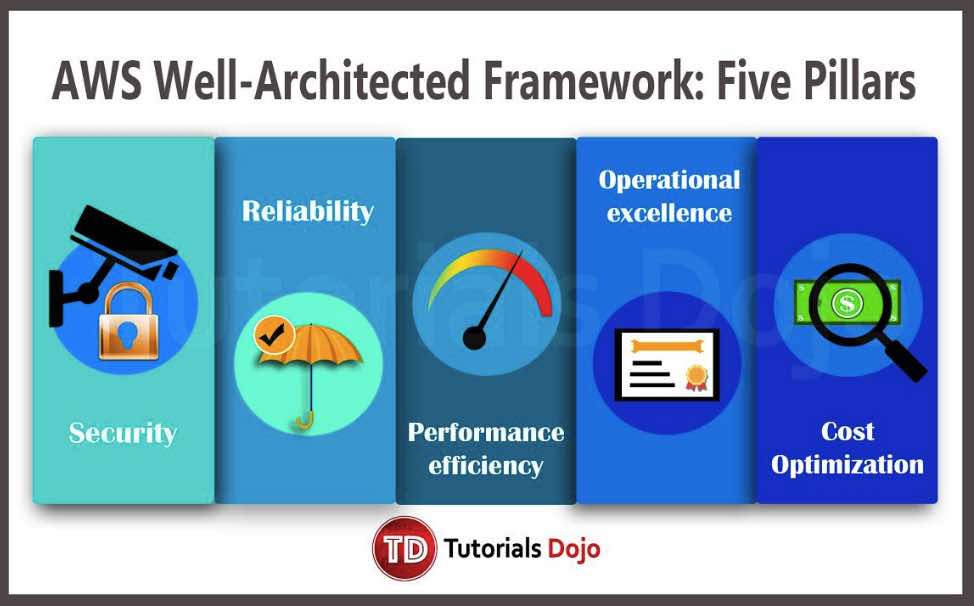 AWS Well-Architected Framework: Five Pillars
Security
Reliability
Performance
efficiency
Operational
excellence
Cost
Optimization
$
$
$
$
TD Tutorials Dojo
Tutorials Dojo